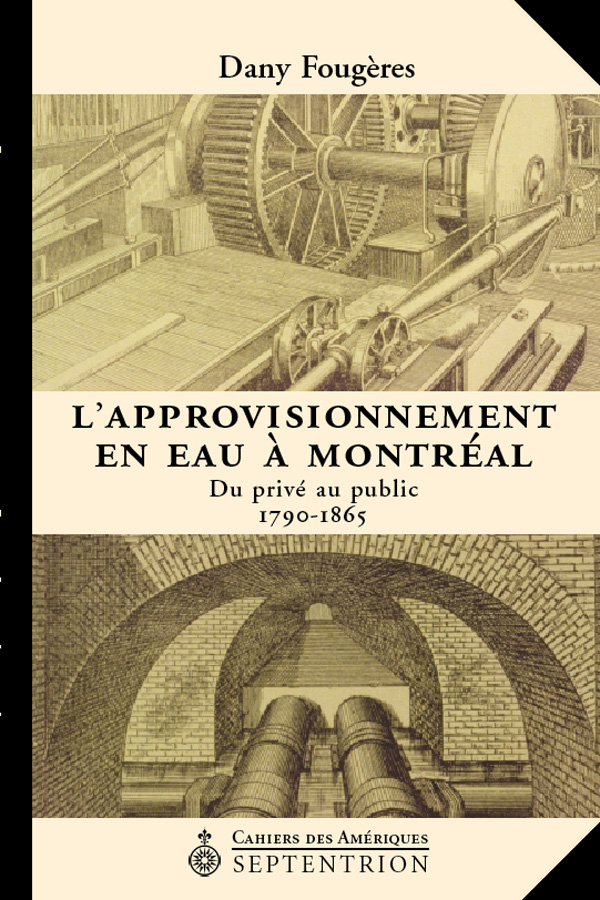 Dany Fougères
L'APPROVISIONNEMENT
EN EAU À MONTRÉAL
Du privé au public
1790-1865
CAHIERS DES AMÉRIQUES
SEPTENTRION